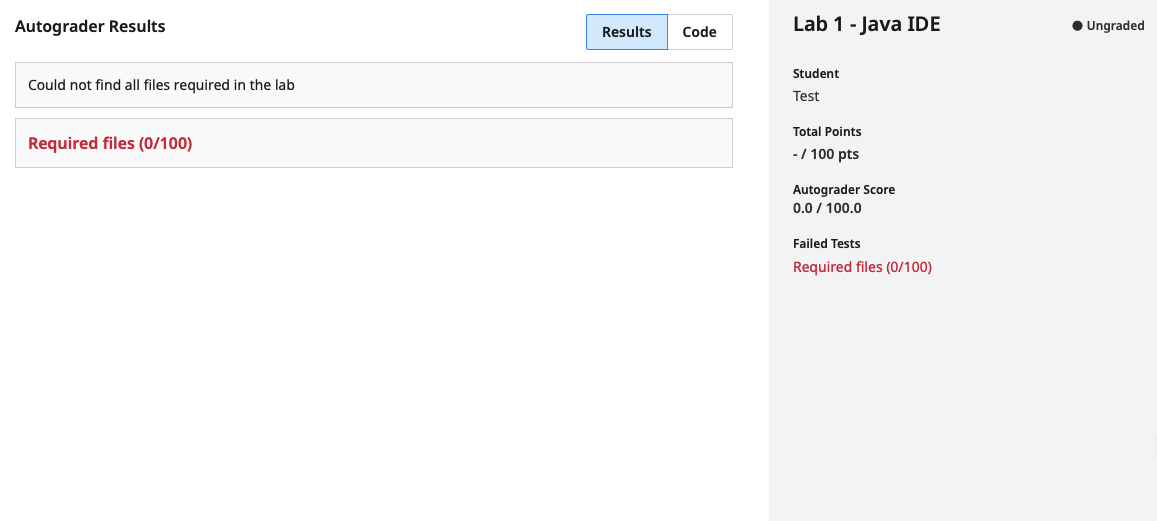 Autograder Results
Results
Code
Could not find all files required in the lab
Required files (0/100)
Lab 1 - Java IDE
Ungraded
Student
Test
Total Points
- / 100 pts
Autograder Score
0.0 / 100.0
Failed Tests
Required files (0/100)